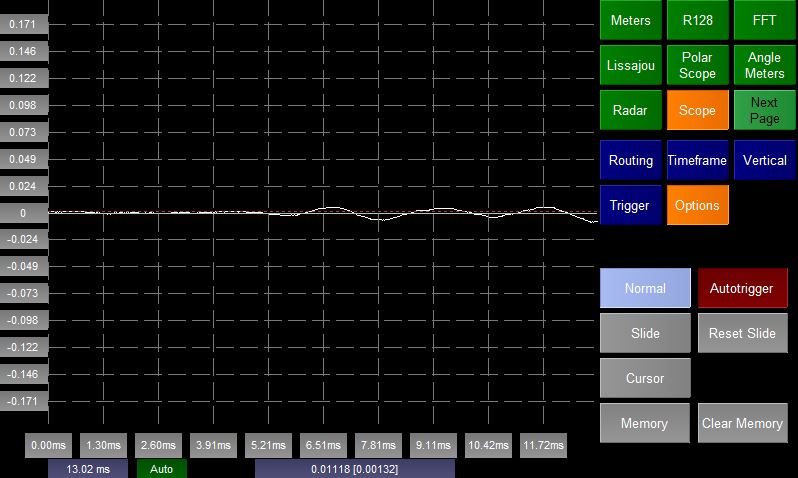 0.171
0.146
0.122
0.098
0.073
0.049
0.024
0
-0.024
-0.049
-0.073
-0.098
-0.122
-0.146
-0.171
0.00ms 1.30ms 2.60ms 3.91ms 5.21ms 6.51ms 7.81ms 9.11ms 10.42ms 11.72ms
13.02 ms Auto 0.01118 [0.00132]
Meters R128 FFT
Lissajou Polar Scope Angle Meters
Radar Scope Next Page
Routing Timeframe Vertical
Trigger Options
Normal Autotrigger
Slide Reset Slide
Cursor
Memory Clear Memory